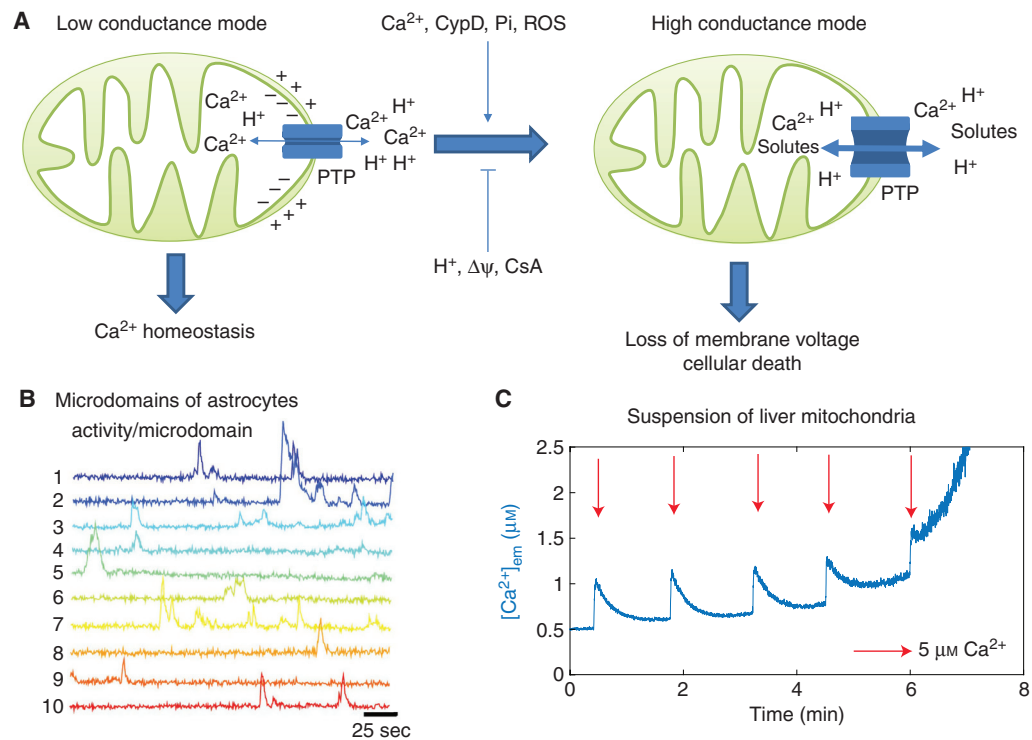 A
Low conductance mode
Ca²⁺, CypD, Pi, ROS
High conductance mode
Ca²⁺
H⁺
Ca²⁺
+ + + + +
– – – –
Ca²⁺
H⁺
Ca²⁺
H⁺ H⁺
PTP
– – – –
+ + + + +
H⁺, Δψ, CsA
Ca²⁺
H⁺
Solutes
H⁺
Ca²⁺
H⁺
Solutes
H⁺
PTP
Ca²⁺ homeostasis
Loss of membrane voltage
cellular death
B
Microdomains of astrocytes
activity/microdomain
1
2
3
4
5
6
7
8
9
10
25 sec
C
Suspension of liver mitochondria
[Ca²⁺]em (μM)
2.5
2
1.5
1
0.5
0
0 2 4 6 8
5 μM Ca²⁺
Time (min)